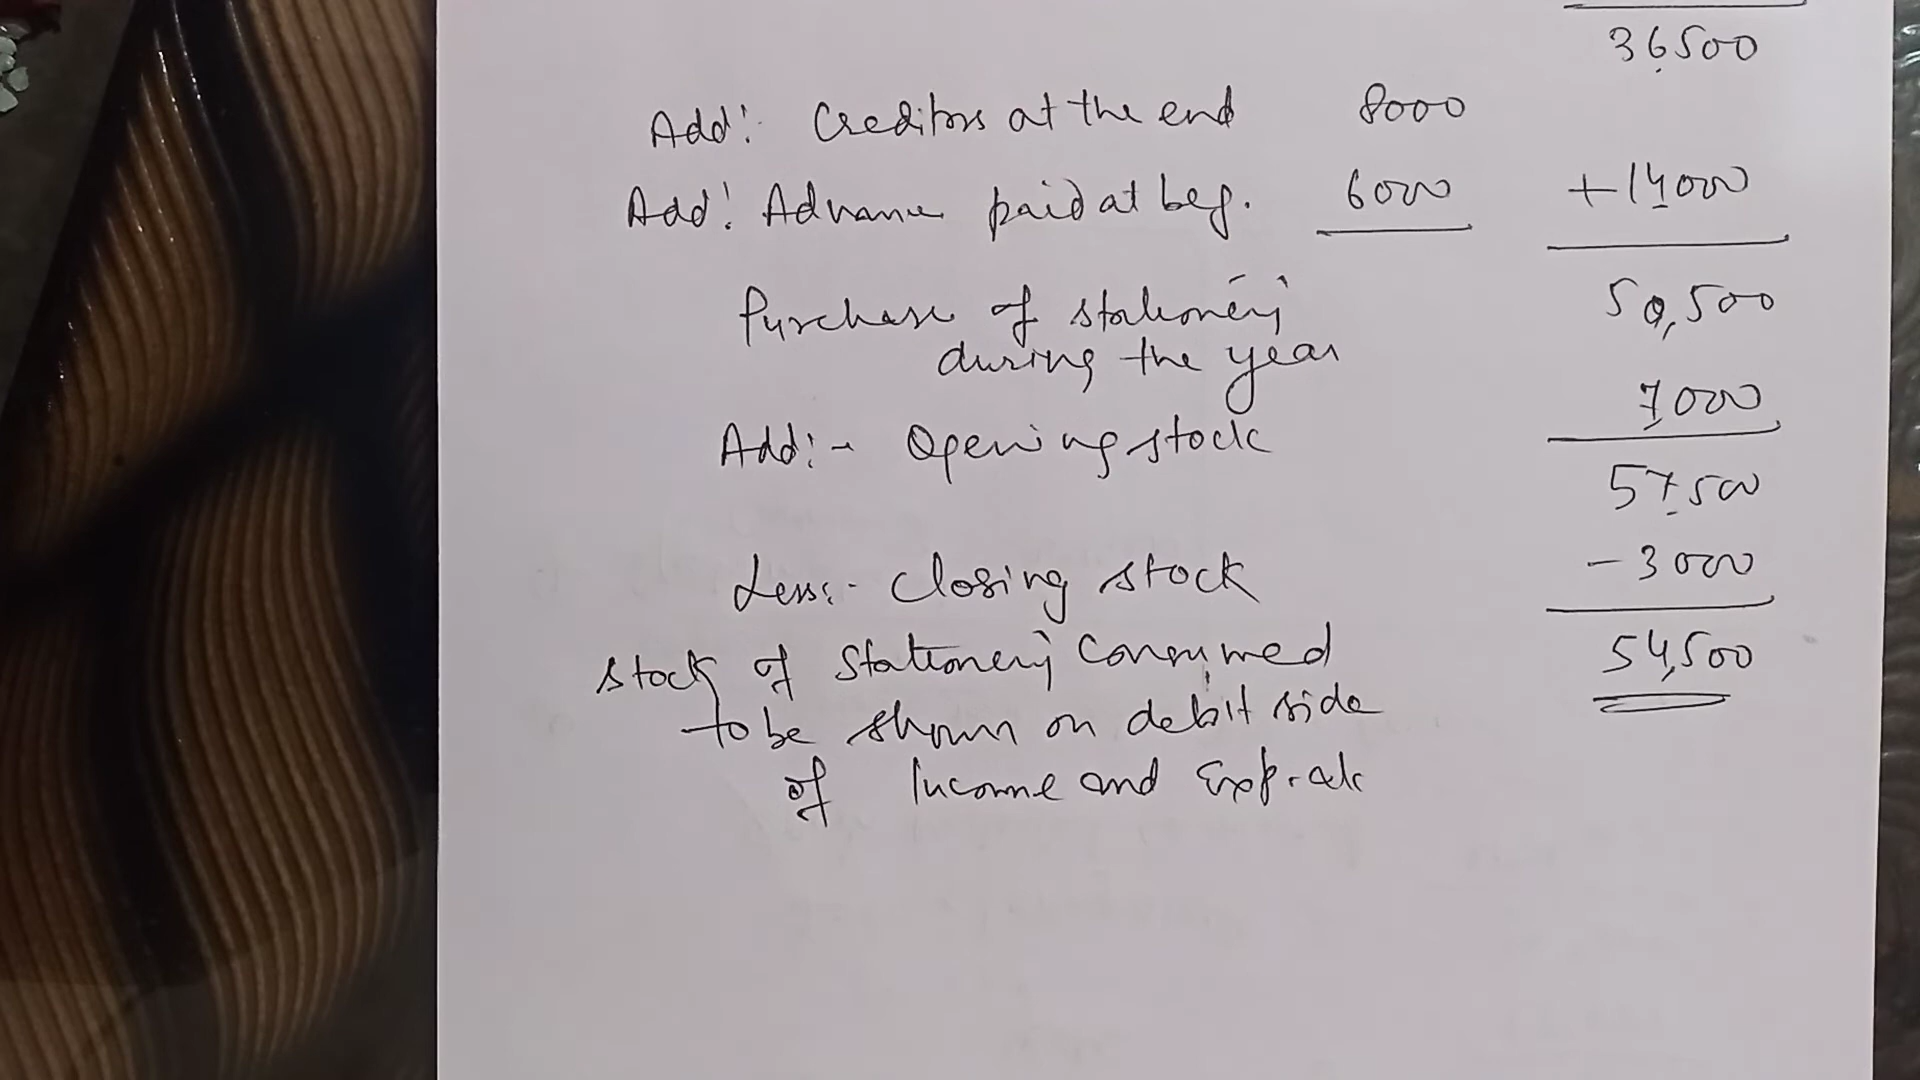 36,500
Add:- Creditors at the end 8000
Add: Advance paid at beg. 6000 +14000
Purchase of stationery 50,500
during the year
7000
Add:- Opening stock
57,500
Less:- Closing stock -3000
Stock of Stationery Consumed 54,500
to be shown on debit side
of Income and Exp. a/c